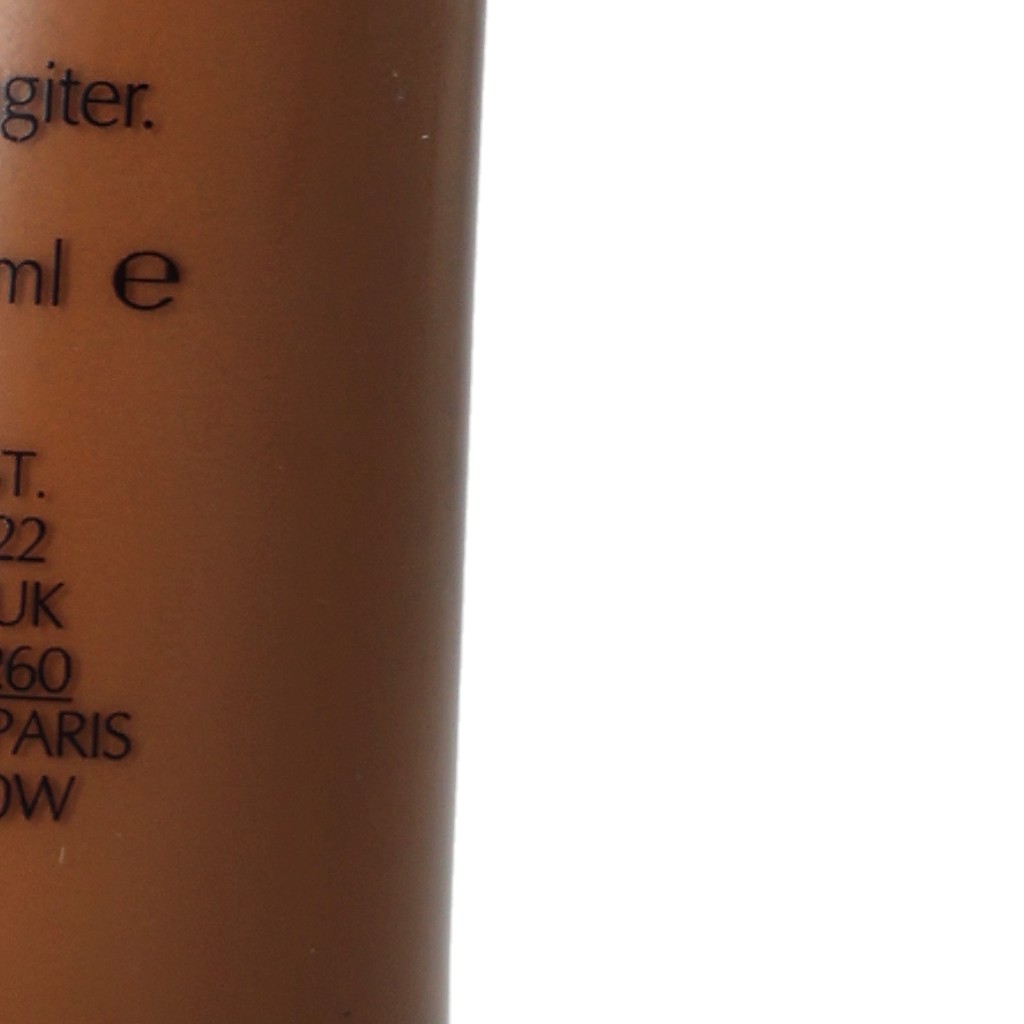 giter.
ml ℮
T.
22
UK
260
PARIS
OW